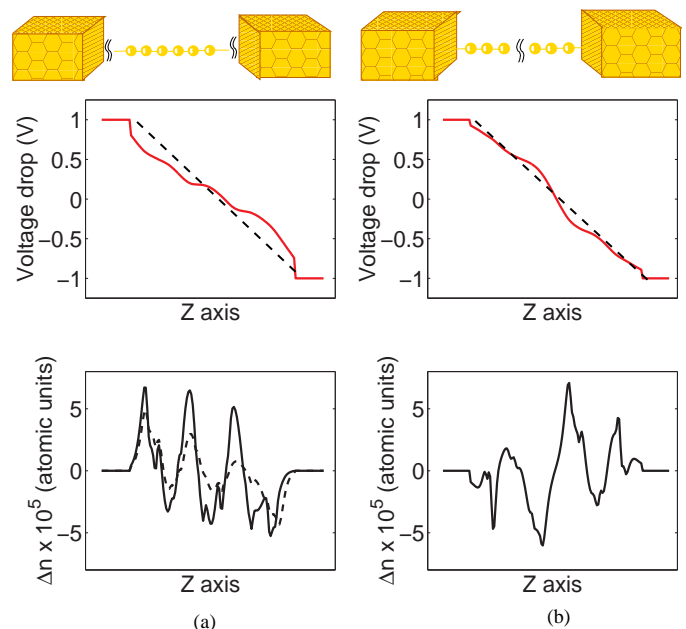 1
0.5
0
−0.5
−1
Voltage drop (V)
Z axis
1
0.5
0
−0.5
−1
Voltage drop (V)
Z axis
5
0
−5
Δn x 10^5 (atomic units)
Z axis
(a)
5
0
−5
Δn x 10^5 (atomic units)
Z axis
(b)